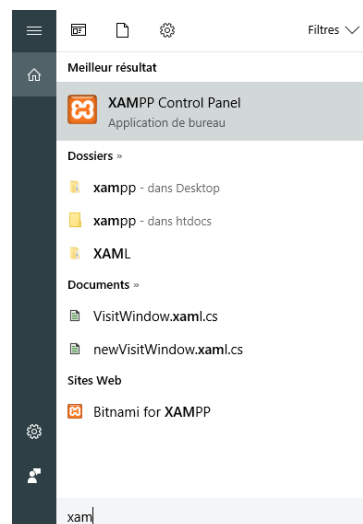 Filtres
Meilleur résultat
XAMPP Control Panel
Application de bureau
Dossiers »
xampp - dans Desktop
xampp - dans htdocs
XAML
Documents »
VisitWindow.xaml.cs
newVisitWindow.xaml.cs
Sites Web
Bitnami for XAMPP
xam